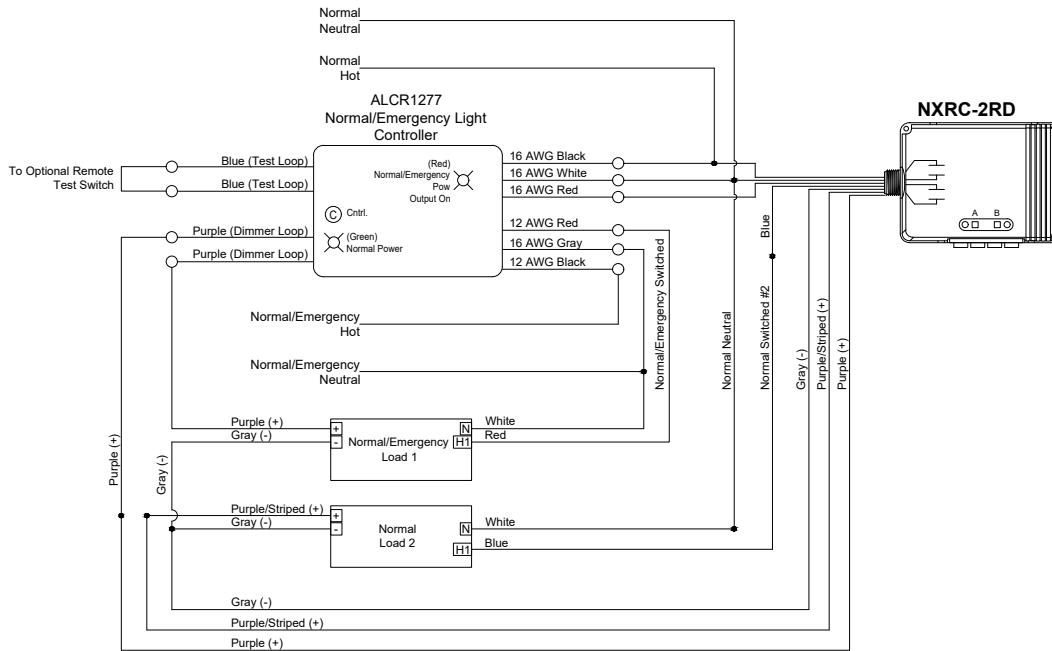 Normal
Neutral
Normal
Hot
ALCR1277
Normal/Emergency Light
Controller
NXRC-2RD
To Optional Remote
Test Switch
Blue (Test Loop)
Blue (Test Loop)
Purple (Dimmer Loop)
Purple (Dimmer Loop)
(Red)
Normal/Emergency
Pow
Output On
C Cntrl.
(Green)
Normal Power
16 AWG Black
16 AWG White
16 AWG Red
12 AWG Red
16 AWG Gray
12 AWG Black
A B
Blue
Normal/Emergency
Hot
Normal/Emergency
Neutral
Normal/Emergency Switched
Normal Neutral
Normal Switched #2
Gray (-)
Purple/Striped (+)
Purple (+)
Purple (+)
Gray (-)
Purple (+)
Gray (-)
+
-
Normal/Emergency
Load 1
N
H1
White
Red
Purple/Striped (+)
Gray (-)
+
-
Normal
Load 2
N
H1
White
Blue
Gray (-)
Purple/Striped (+)
Purple (+)